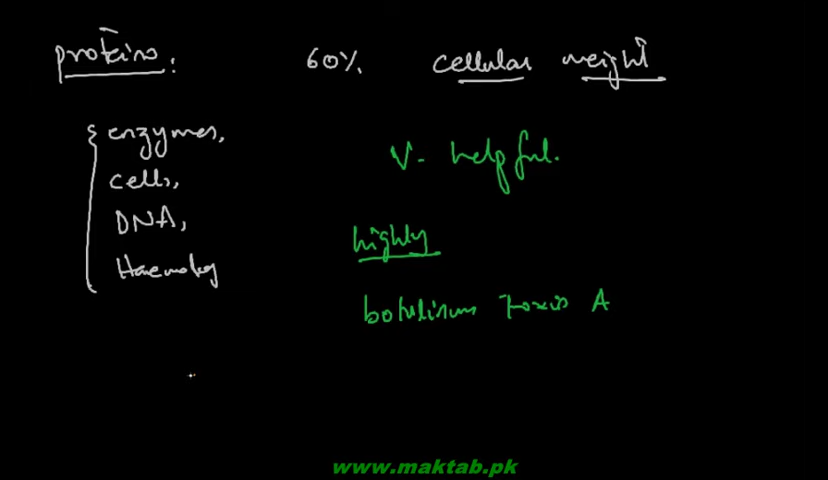 proteins: 60% cellular weight
enzymes,
cells,
DNA,
V. helpful.
highly
botulinum toxin A
www.maktab.pk